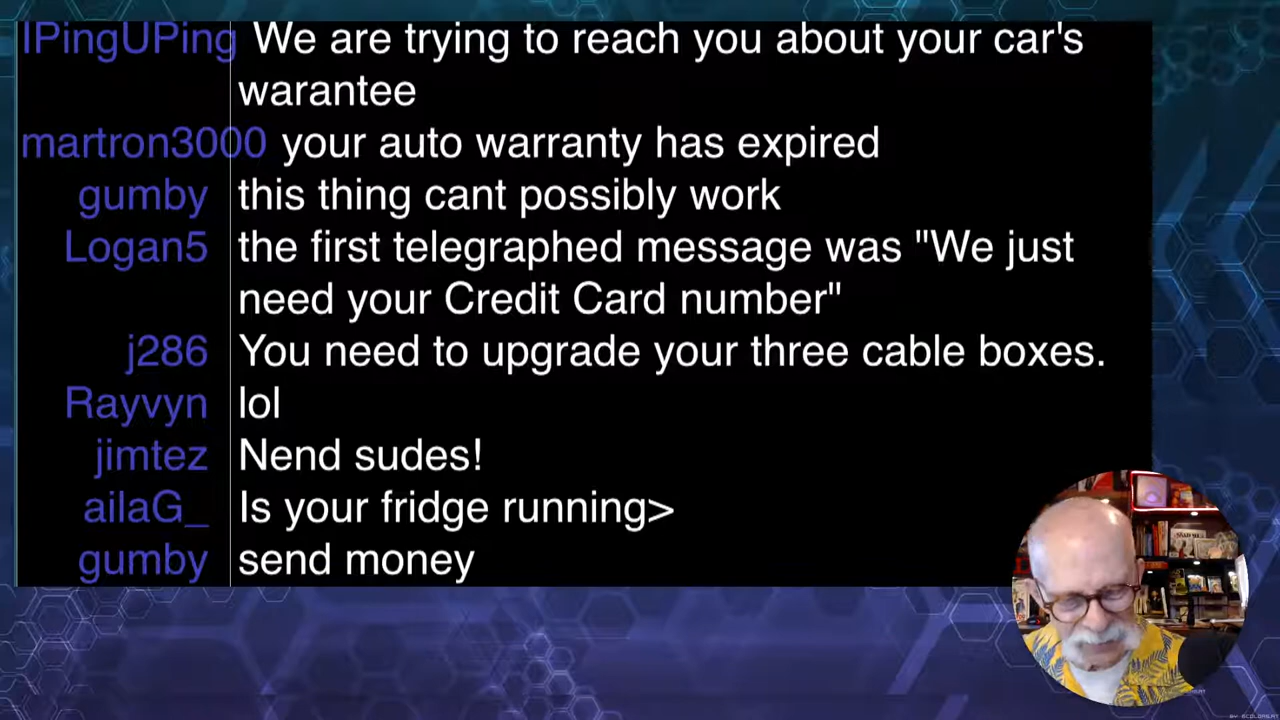 IPingUPing We are trying to reach you about your car's
warantee
martron3000 your auto warranty has expired
gumby this thing cant possibly work
Logan5 the first telegraphed message was "We just
need your Credit Card number"
j286 You need to upgrade your three cable boxes.
Rayvyn lol
jimtez Nend sudes!
ailaG_ Is your fridge running>
gumby send money